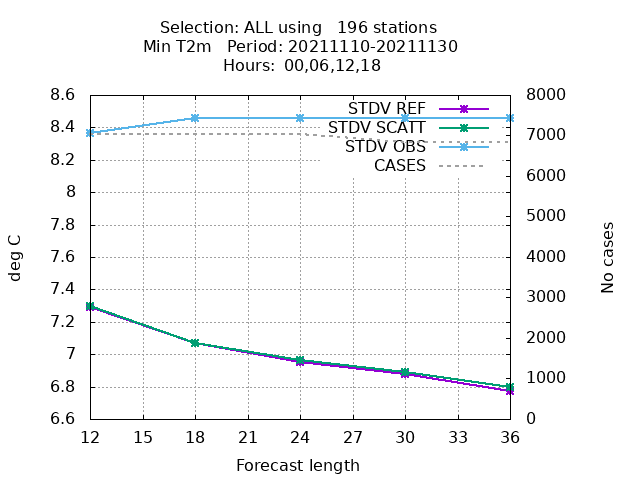 Selection: ALL using   196 stations
Min T2m   Period: 20211110-20211130
Hours:  00,06,12,18
8.6
8.4
8.2
8
7.8
7.6
7.4
7.2
7
6.8
6.6
deg C
STDV REF
STDV SCATT
STDV OBS
CASES
8000
7000
6000
5000
4000
3000
2000
1000
0
No cases
12 15 18 21 24 27 30 33 36
Forecast length